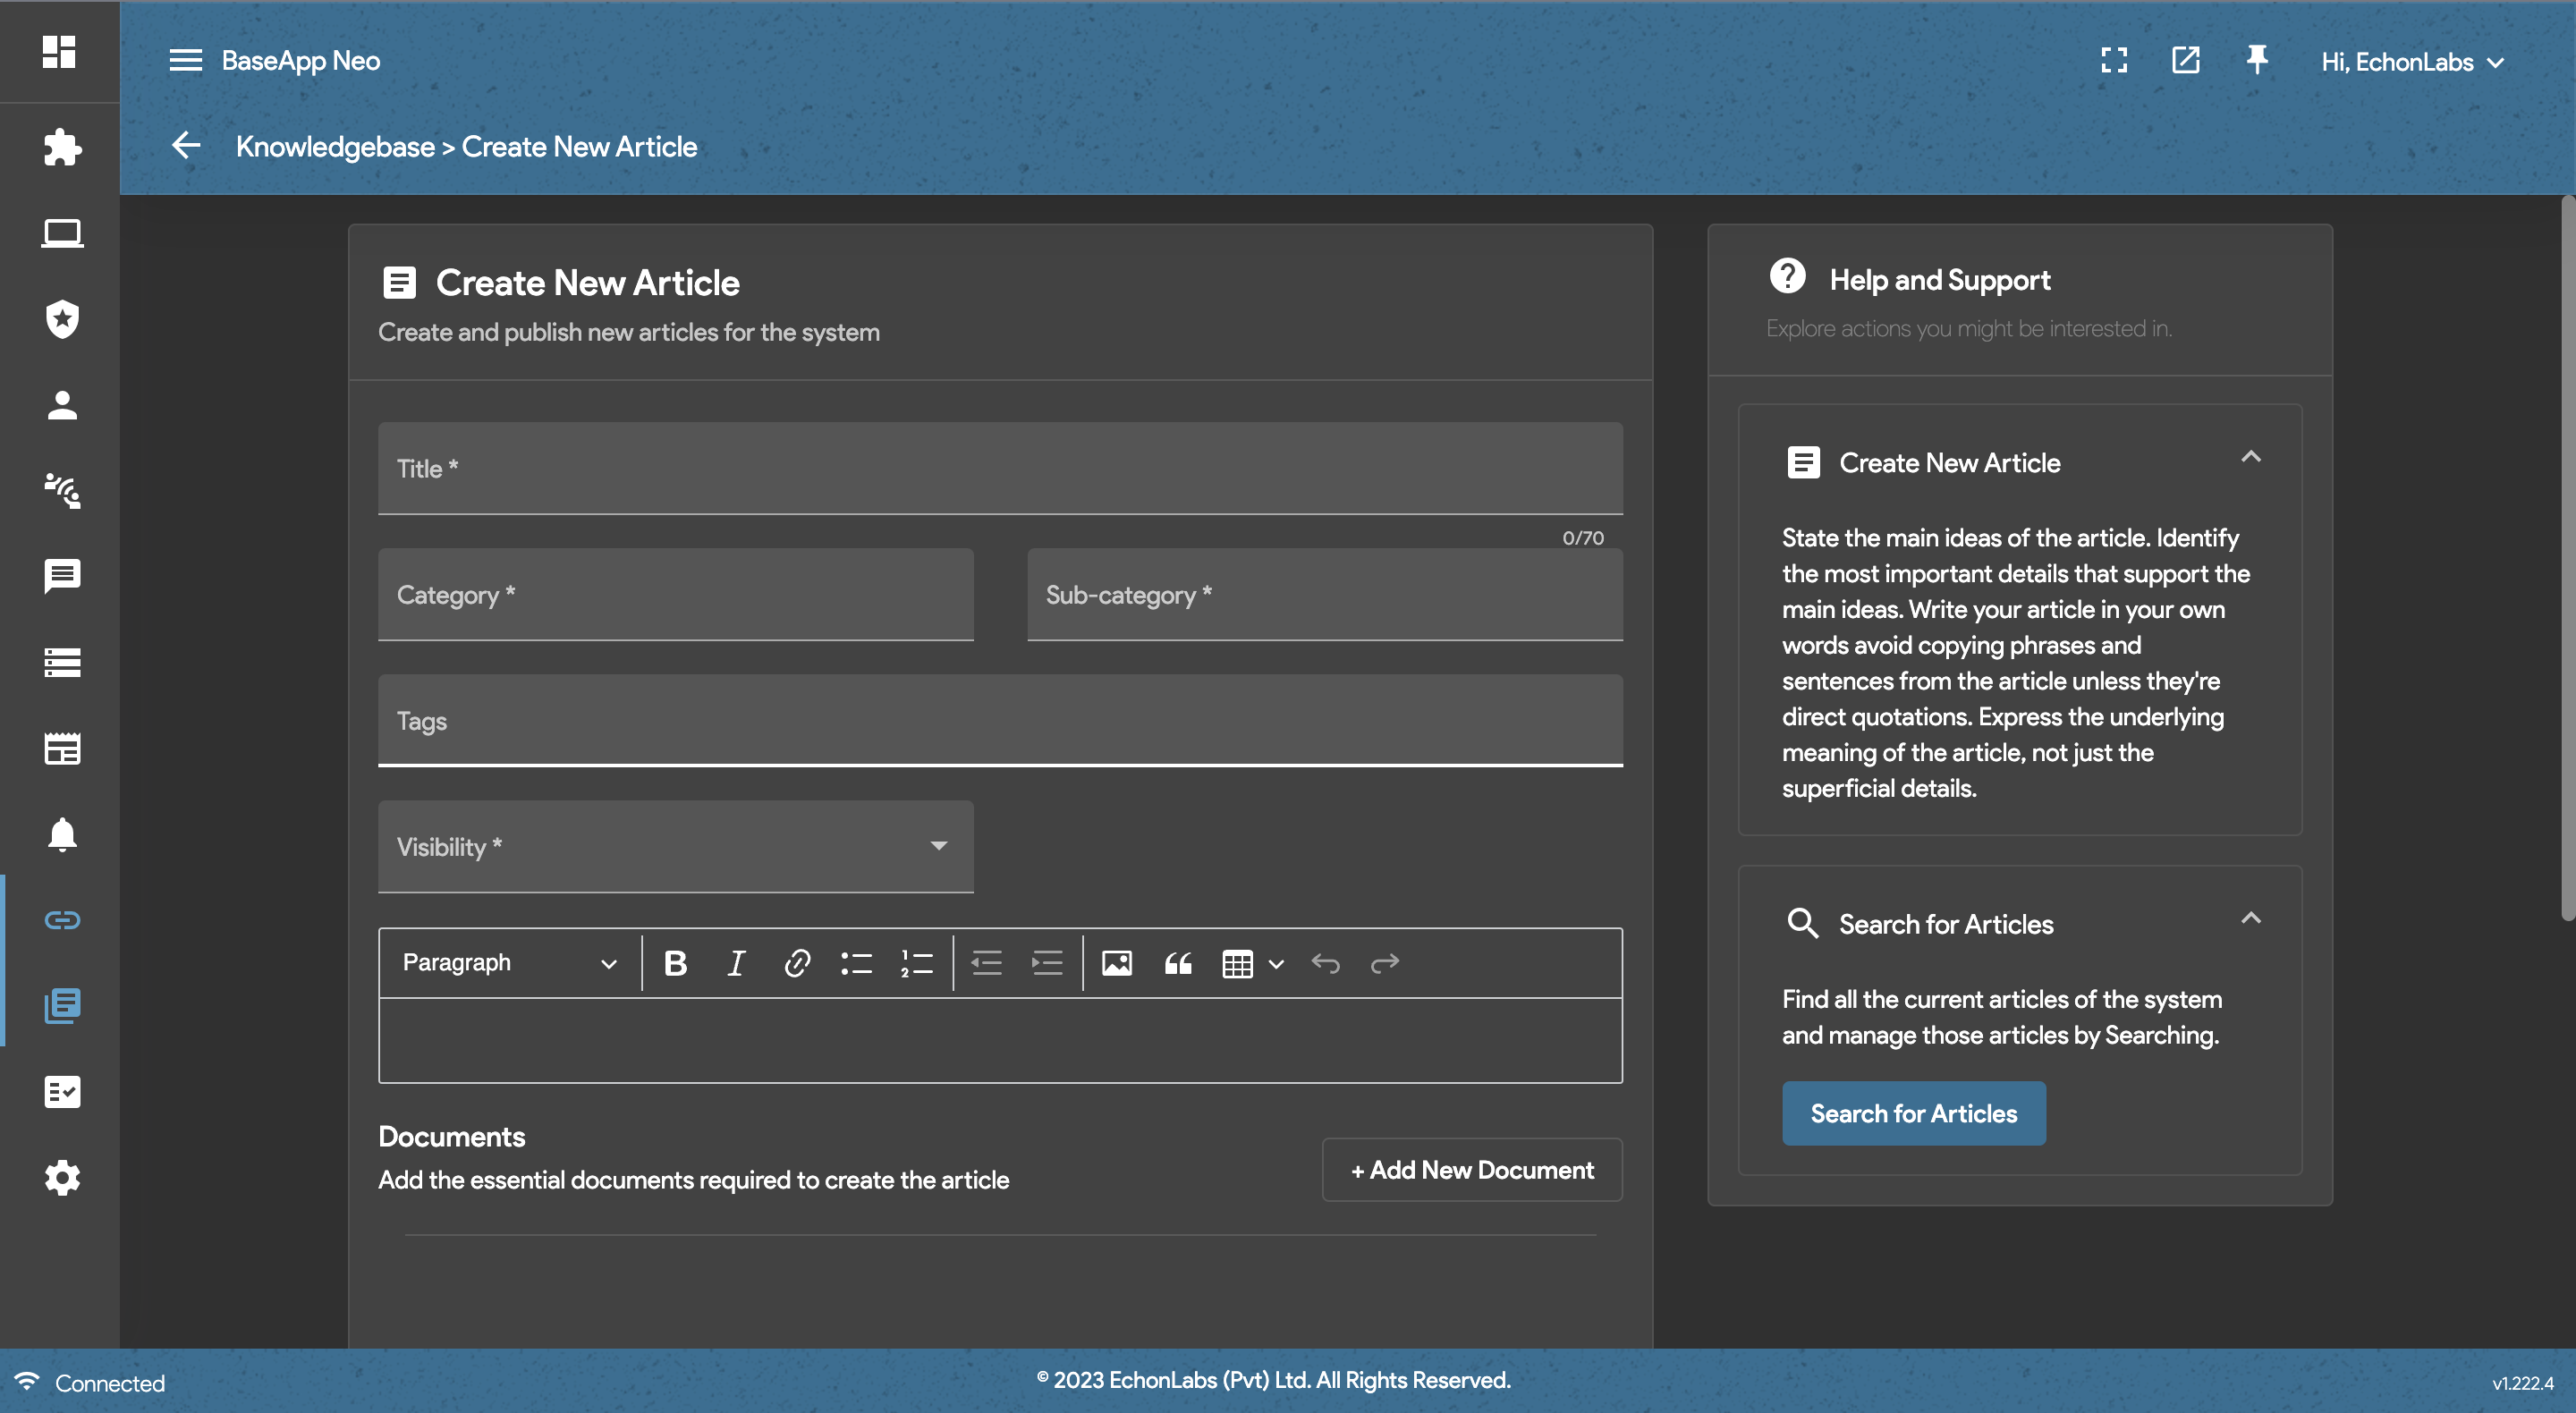 BaseApp Neo
Hi, EchonLabs
Knowledgebase > Create New Article
Create New Article
Create and publish new articles for the system
Title *
0/70
Category *
Sub-category *
Tags
Visibility *
Paragraph
Documents
Add the essential documents required to create the article
+ Add New Document
Help and Support
Explore actions you might be interested in.
Create New Article
State the main ideas of the article. Identify
the most important details that support the
main ideas. Write your article in your own
words avoid copying phrases and
sentences from the article unless they're
direct quotations. Express the underlying
meaning of the article, not just the
superficial details.
Search for Articles
Find all the current articles of the system
and manage those articles by Searching.
Search for Articles
Connected
© 2023 EchonLabs (Pvt) Ltd. All Rights Reserved.
v1.222.4